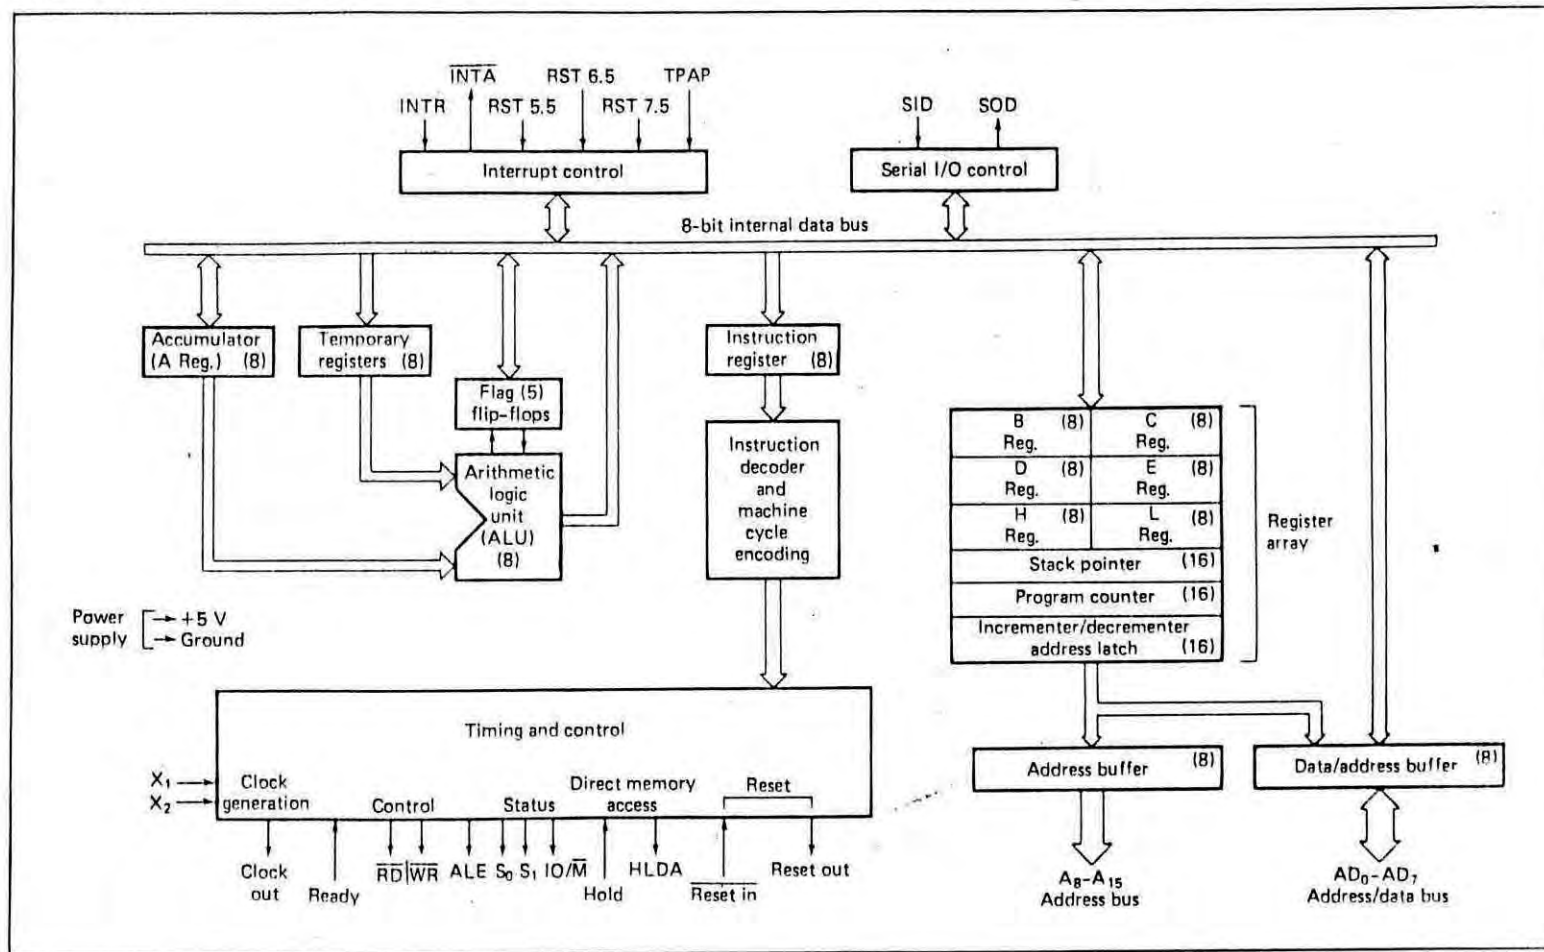 INTA RST 6.5 TPAP
INTR RST 5.5 RST 7.5
SID SOD
Interrupt control
Serial I/O control
8-bit internal data bus
Accumulator
(A Reg.) (8)
Temporary
registers (8)
Instruction
register (8)
Flag (5)
flip-flops
Arithmetic
logic
unit
(ALU)
(8)
Instruction
decoder
and
machine
cycle
encoding
B (8)
Reg.
C (8)
Reg.
D (8)
Reg.
E (8)
Reg.
H (8)
Reg.
L (8)
Reg.
Stack pointer (16)
Program counter (16)
Incrementer/decrementer
address latch (16)
Register
array
Power
supply
+5 V
Ground
Timing and control
X₁
X₂
Clock
generation
Control
Status
Direct memory
access
Reset
Clock
out
Ready
RD WR ALE S₀ S₁ IO/M
Hold
HLDA
Reset in
Reset out
Address buffer (8)
Data/address buffer (8)
A₈-A₁₅
Address bus
AD₀-AD₇
Address/data bus